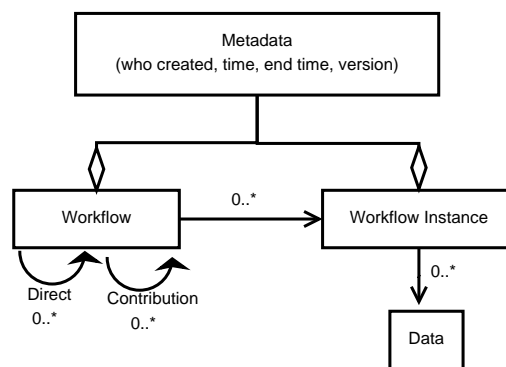 Metadata
(who created, time, end time, version)
Workflow
0..*
Workflow Instance
Direct
0..*
Contribution
0..*
0..*
Data